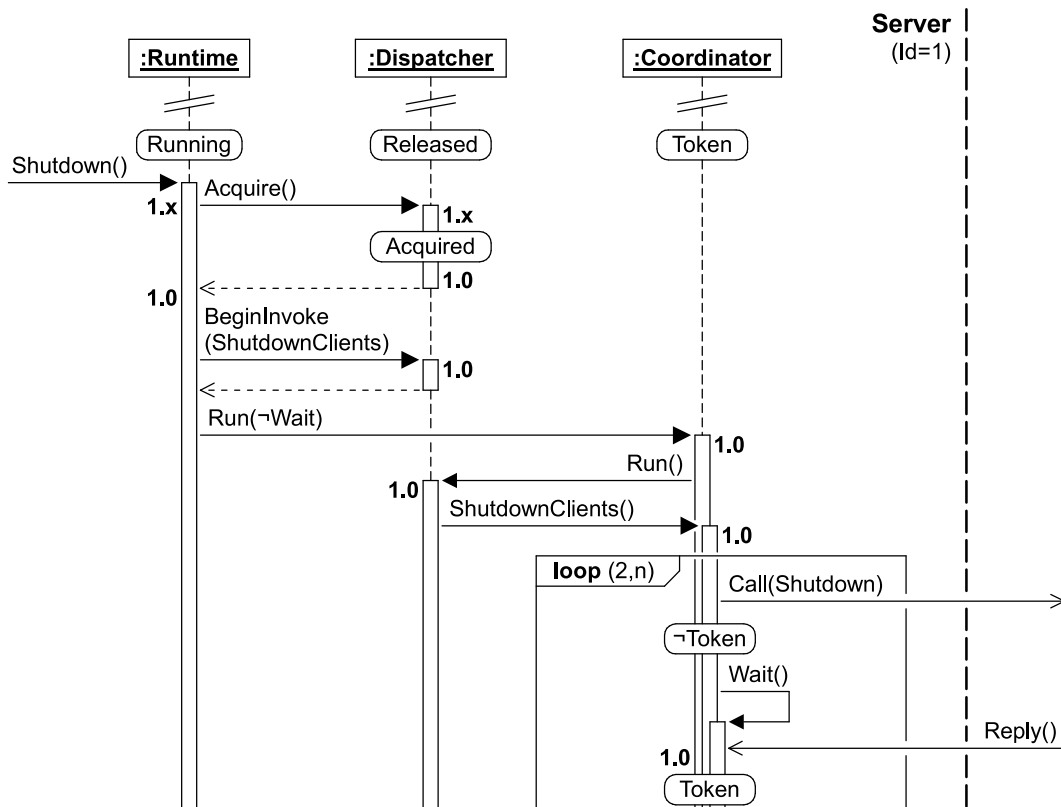 Server
(Id=1)
:Runtime
:Dispatcher
:Coordinator
Running
Released
Token
Shutdown()
Acquire()
1.x
1.x
Acquired
1.0
1.0
BeginInvoke
(ShutdownClients)
1.0
Run(¬Wait)
1.0
Run()
1.0
ShutdownClients()
1.0
loop (2,n)
Call(Shutdown)
¬Token
Wait()
Reply()
1.0
Token